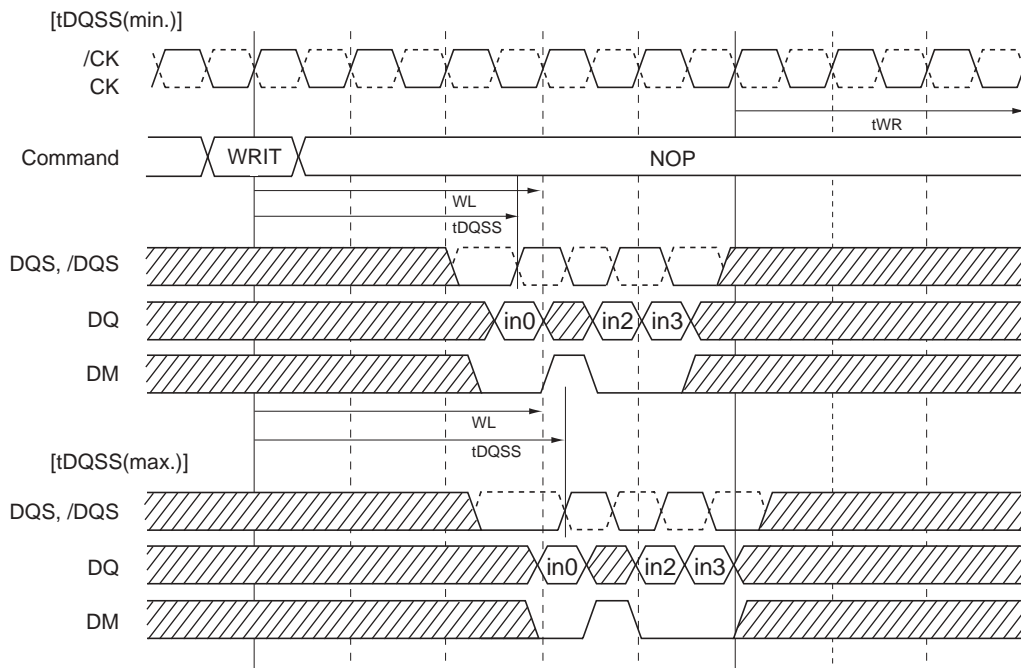 [tDQSS(min.)]
/CK
CK
tWR
Command WRIT NOP
WL
tDQSS
DQS, /DQS
DQ in0 in2 in3
DM
WL
tDQSS
[tDQSS(max.)]
DQS, /DQS
DQ in0 in2 in3
DM